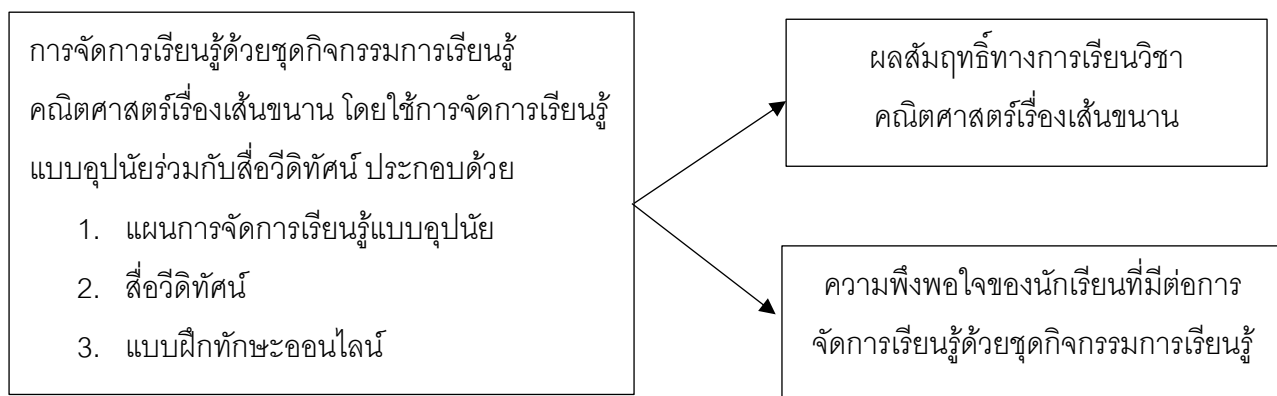 การจัดการเรียนรู้ด้วยชุดกิจกรรมการเรียนรู้
คณิตศาสตร์เรื่องเส้นขนาน โดยใช้การจัดการเรียนรู้
แบบอุปนัยร่วมกับสื่อวีดิทัศน์ ประกอบด้วย
1. แผนการจัดการเรียนรู้แบบอุปนัย
2. สื่อวีดิทัศน์
3. แบบฝึกทักษะออนไลน์
ผลสัมฤทธิ์ทางการเรียนวิชา
คณิตศาสตร์เรื่องเส้นขนาน
ความพึงพอใจของนักเรียนที่มีต่อการ
จัดการเรียนรู้ด้วยชุดกิจกรรมการเรียนรู้